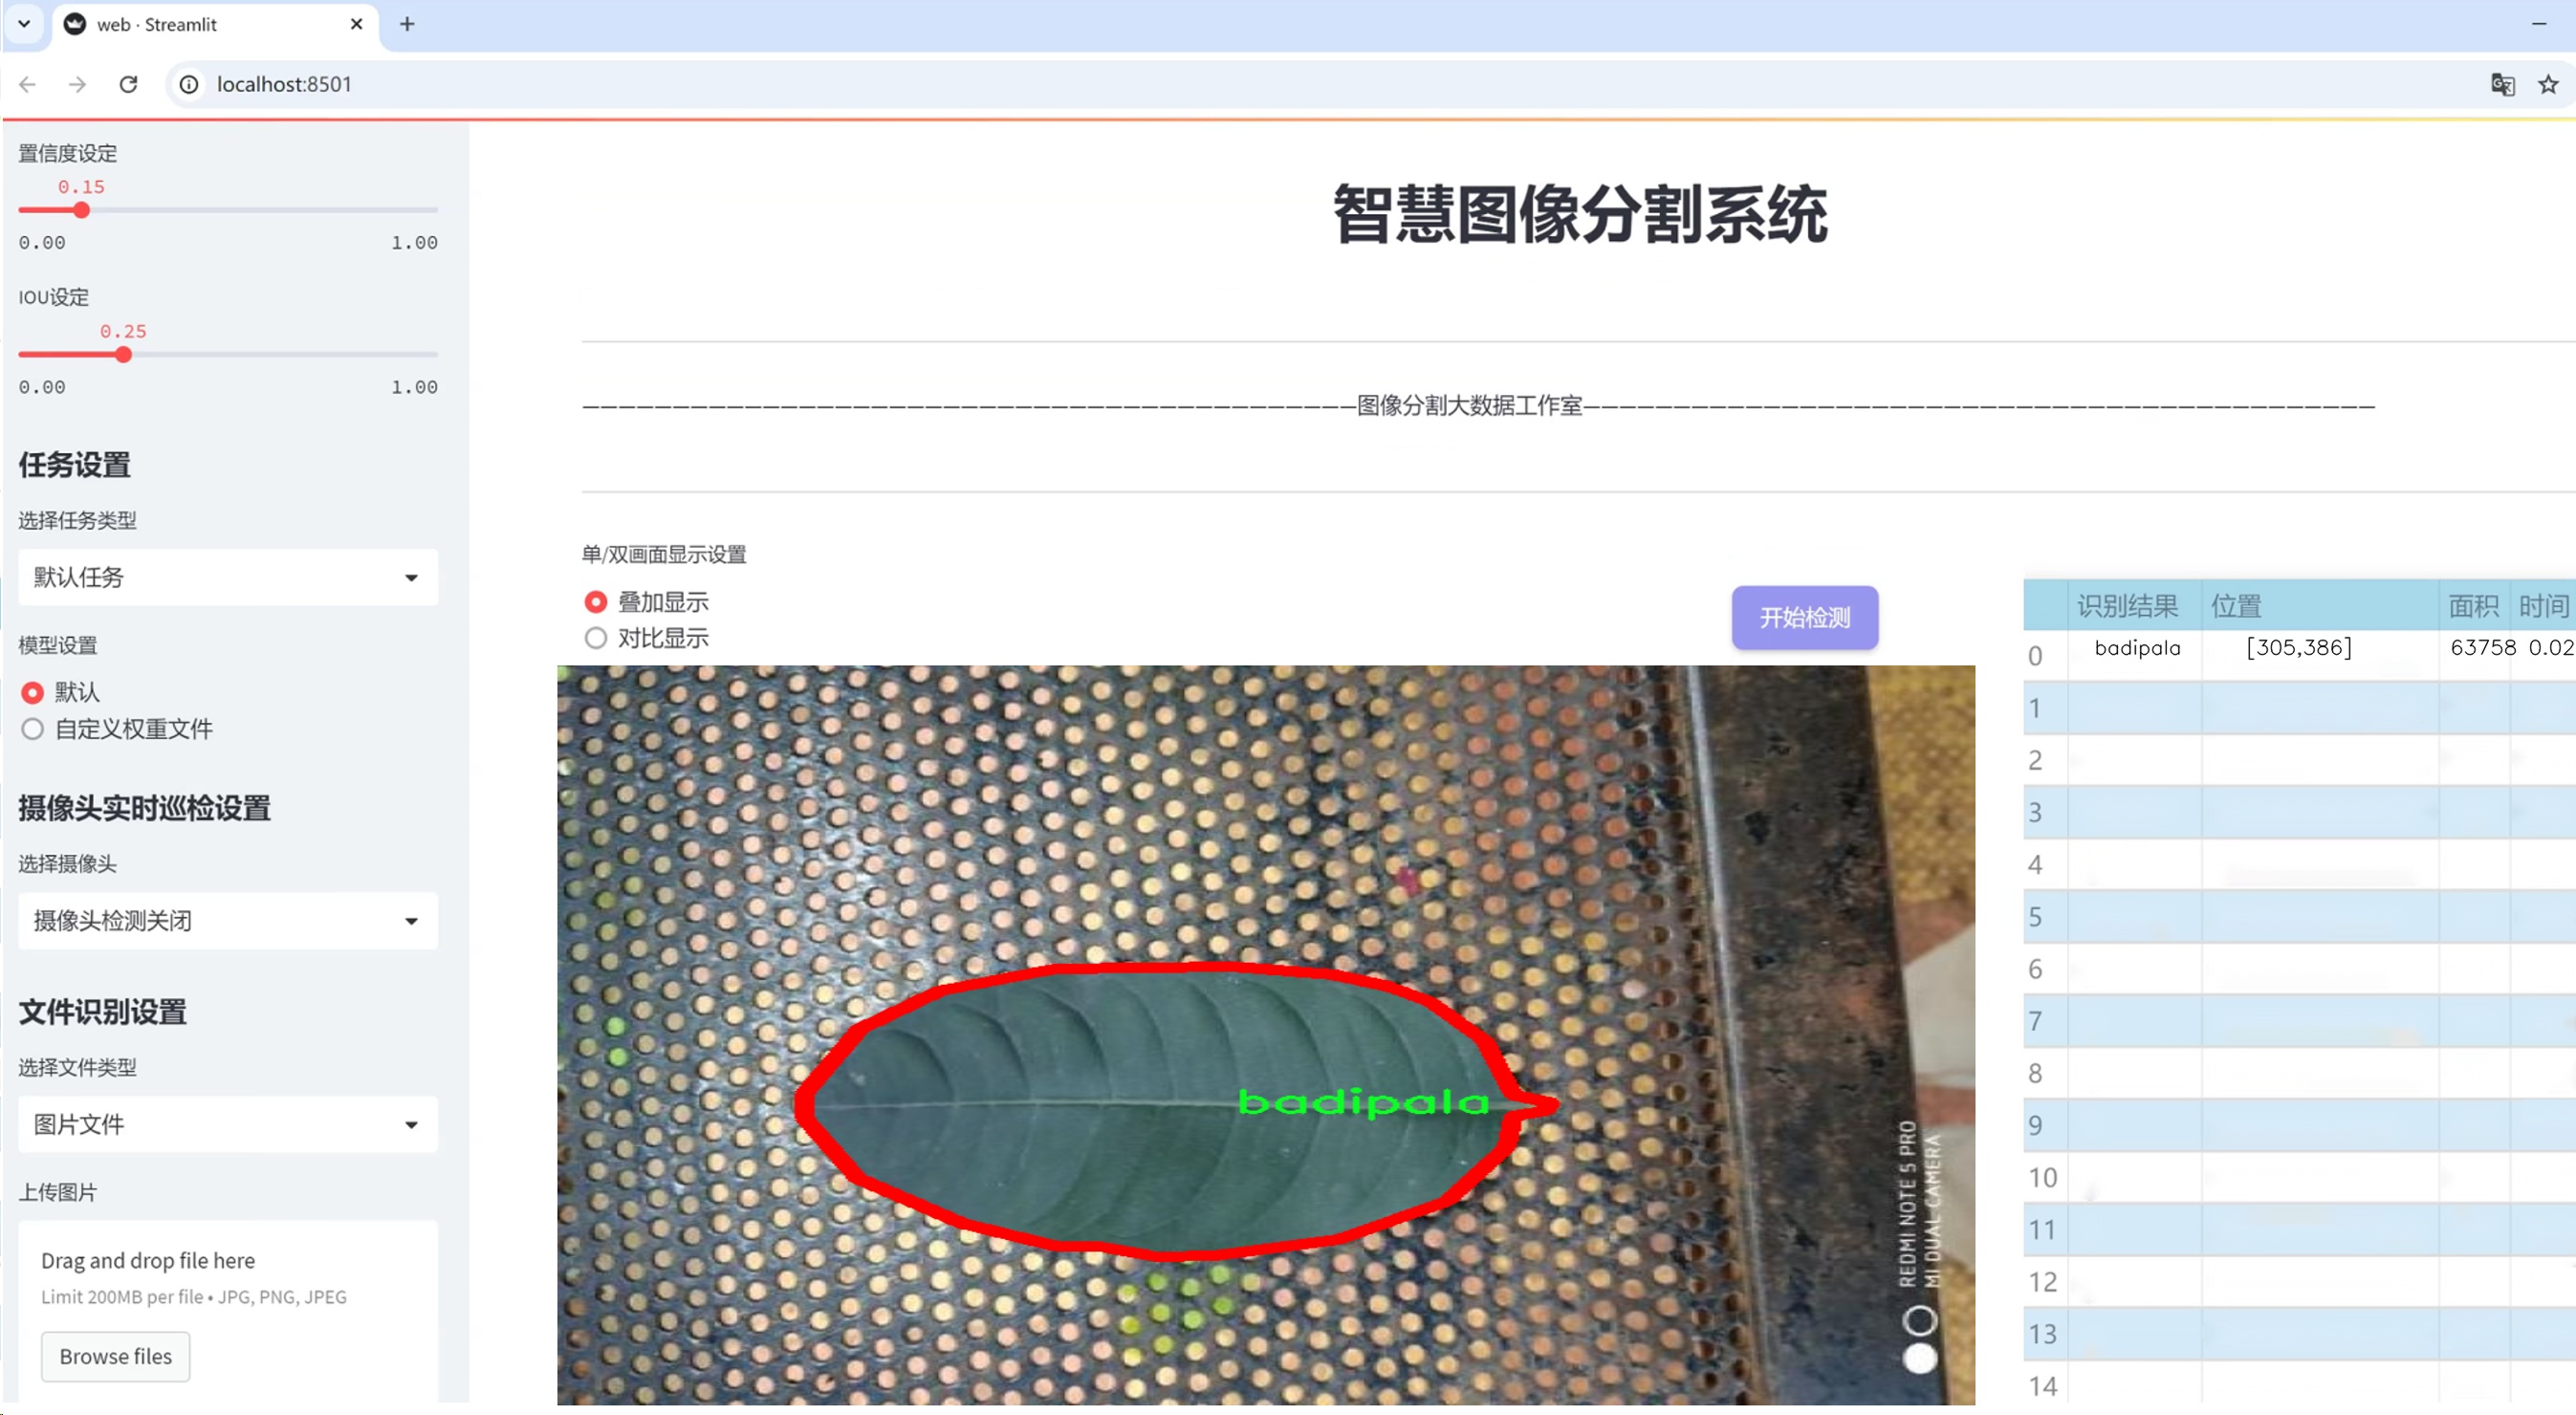 web · Streamlit
localhost:8501
置信度设定
0.15
0.00 1.00
IOU设定
0.25
0.00 1.00
任务设置
选择任务类型
默认任务
模型设置
默认
自定义权重文件
摄像头实时巡检设置
选择摄像头
摄像头检测关闭
文件识别设置
选择文件类型
图片文件
上传图片
Drag and drop file here
Limit 200MB per file • JPG, PNG, JPEG
Browse files
智慧图像分割系统
图像分割大数据工作室
单/双画面显示设置
叠加显示
对比显示
开始检测
badipala
REDMI NOTE 5 PRO
MI DUAL CAMERA
识别结果 位置 面积 时间
0 badipala [305,386] 63758 0.02
1
2
3
4
5
6
7
8
9
10
11
12
13
14